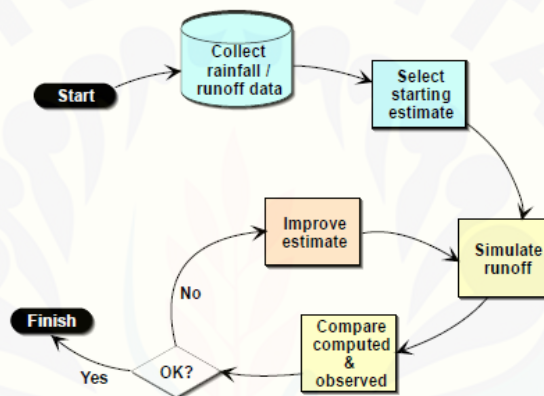 Start
Collect
rainfall /
runoff data
Select
starting
estimate
Improve
estimate
Simulate
runoff
No
Finish
Compare
computed
&
observed
OK?
Yes